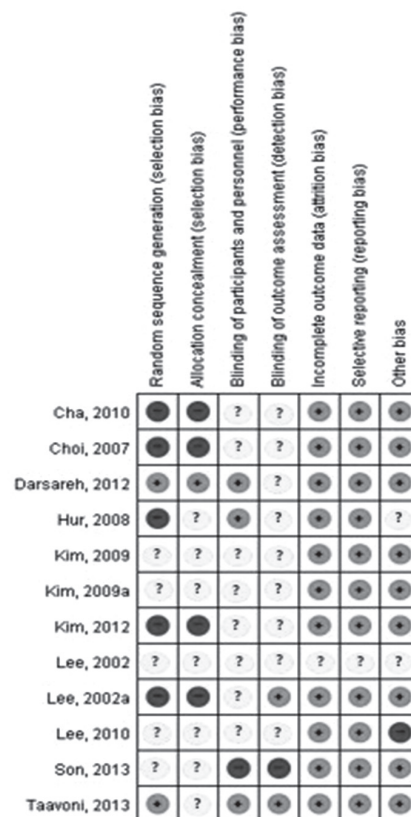 Random sequence generation (selection bias)
Allocation concealment (selection bias)
Blinding of participants and personnel (performance bias)
Blinding of outcome assessment (detection bias)
Incomplete outcome data (attrition bias)
Selective reporting (reporting bias)
Other bias
Cha, 2010 - - ? ? + + +
Choi, 2007 - - ? ? + + +
Darsareh, 2012 + + + ? + + +
Hur, 2008 - ? + ? + + ?
Kim, 2009 ? ? ? ? + + +
Kim, 2009a ? ? ? ? + + +
Kim, 2012 - - ? ? + + +
Lee, 2002 ? ? ? ? ? ? ?
Lee, 2002a - - ? + + + +
Lee, 2010 ? ? ? ? + + -
Son, 2013 ? ? - - + + +
Taavoni, 2013 + ? + + + + +